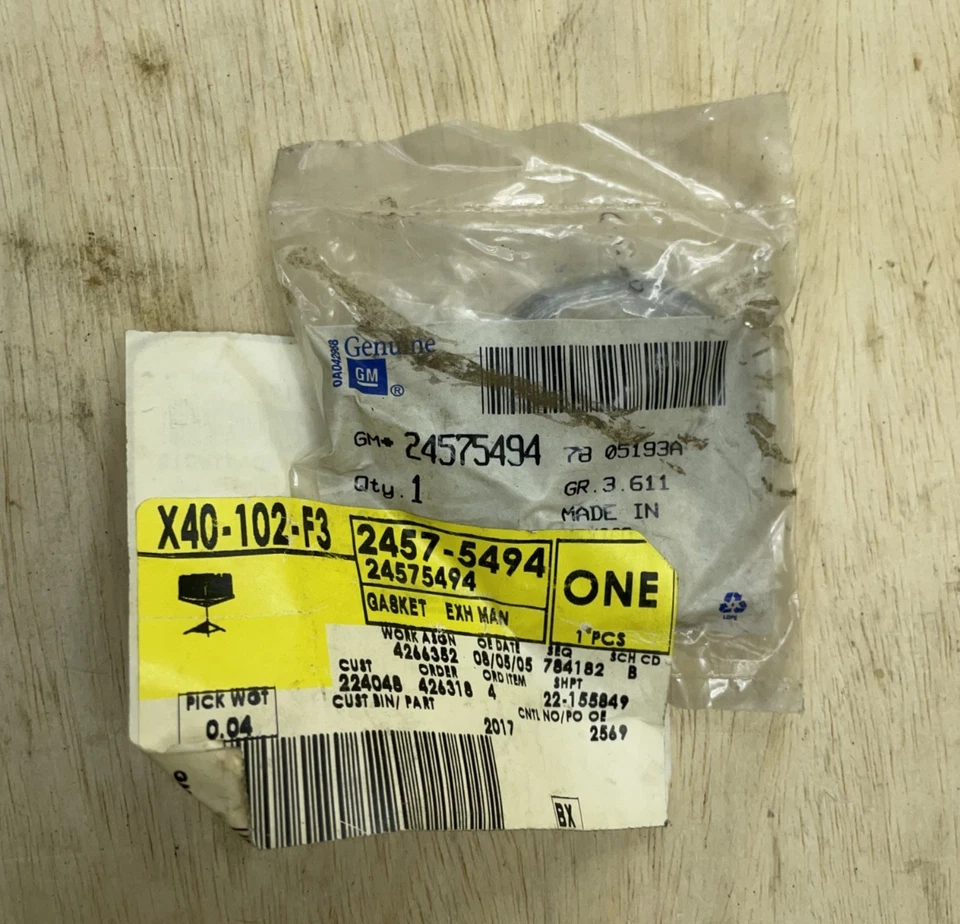 0A042R8
Genuine
GM ®
GM# 24575494 78 05193A
Qty. 1 GR. 3.611
MADE IN
LDPE
X40-102-F3
2457-5494
24575494
GASKET EXH MAN
ONE
1 PCS
WORK ASGN OE DATE SEQ SCH CD
4266352 08/05/05 784182 B
CUST ORDER ORD ITEM SHPT
224048 426318 4 22-155849
CUST BIN/ PART CNTL NO/PO OE
2017 2569
PICK WGT
0.04
BX